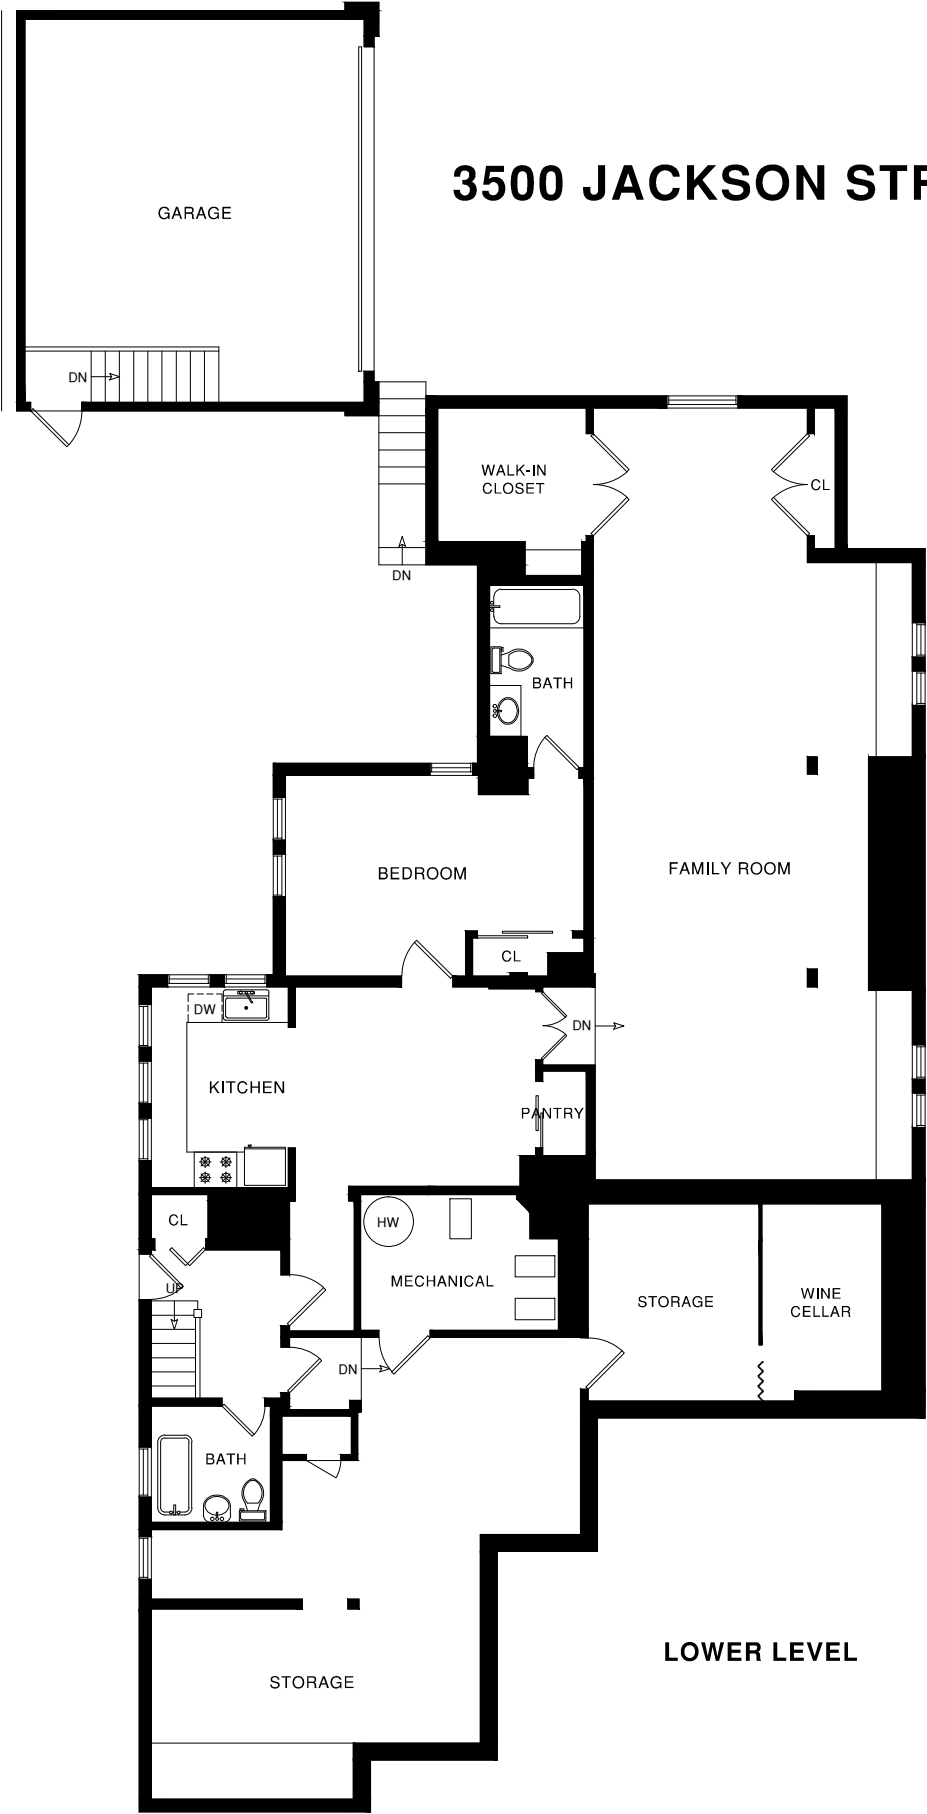 3500 JACKSON STR
GARAGE
DN
WALK-IN
CLOSET
CL
DN
BATH
BEDROOM
FAMILY ROOM
CL
DW
DN
KITCHEN
PANTRY
CL
HW
UP
MECHANICAL
STORAGE
WINE
CELLAR
DN
BATH
LOWER LEVEL
STORAGE